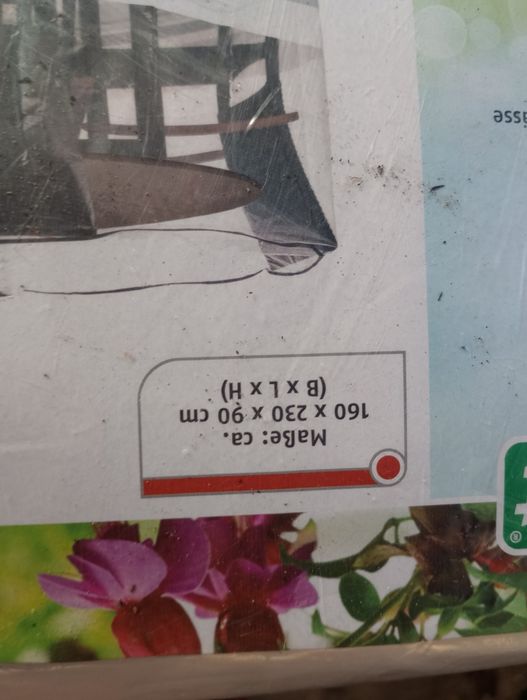 Maße: ca.
160 x 230 x 90 cm
(B x L x H)
®